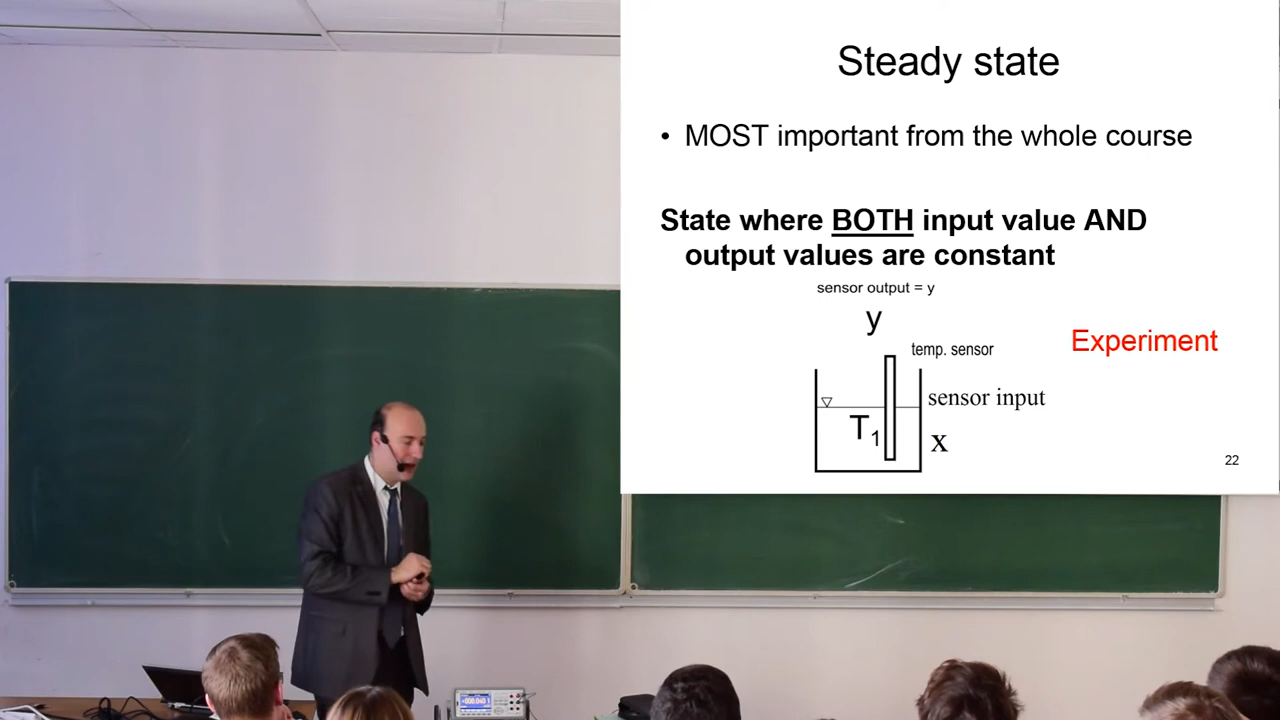 Steady state
• MOST important from the whole course
State where BOTH input value AND
output values are constant
sensor output = y
y
temp. sensor
Experiment
sensor input
T1
x
22